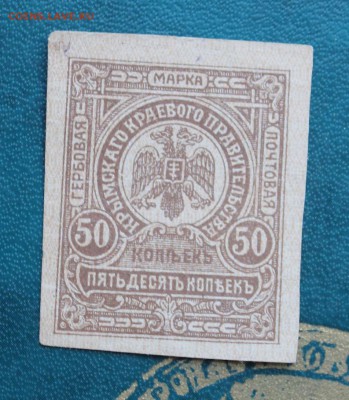 МАРКА
ГЕРБОВАЯ
ПОЧТОВАЯ
КРЫМСКАГО КРАЕВОГО ПРАВИТЕЛЬСТВА
50
50
КОПѢЕКЪ
ПЯТЬДЕСЯТЪ КОПѢЕКЪ